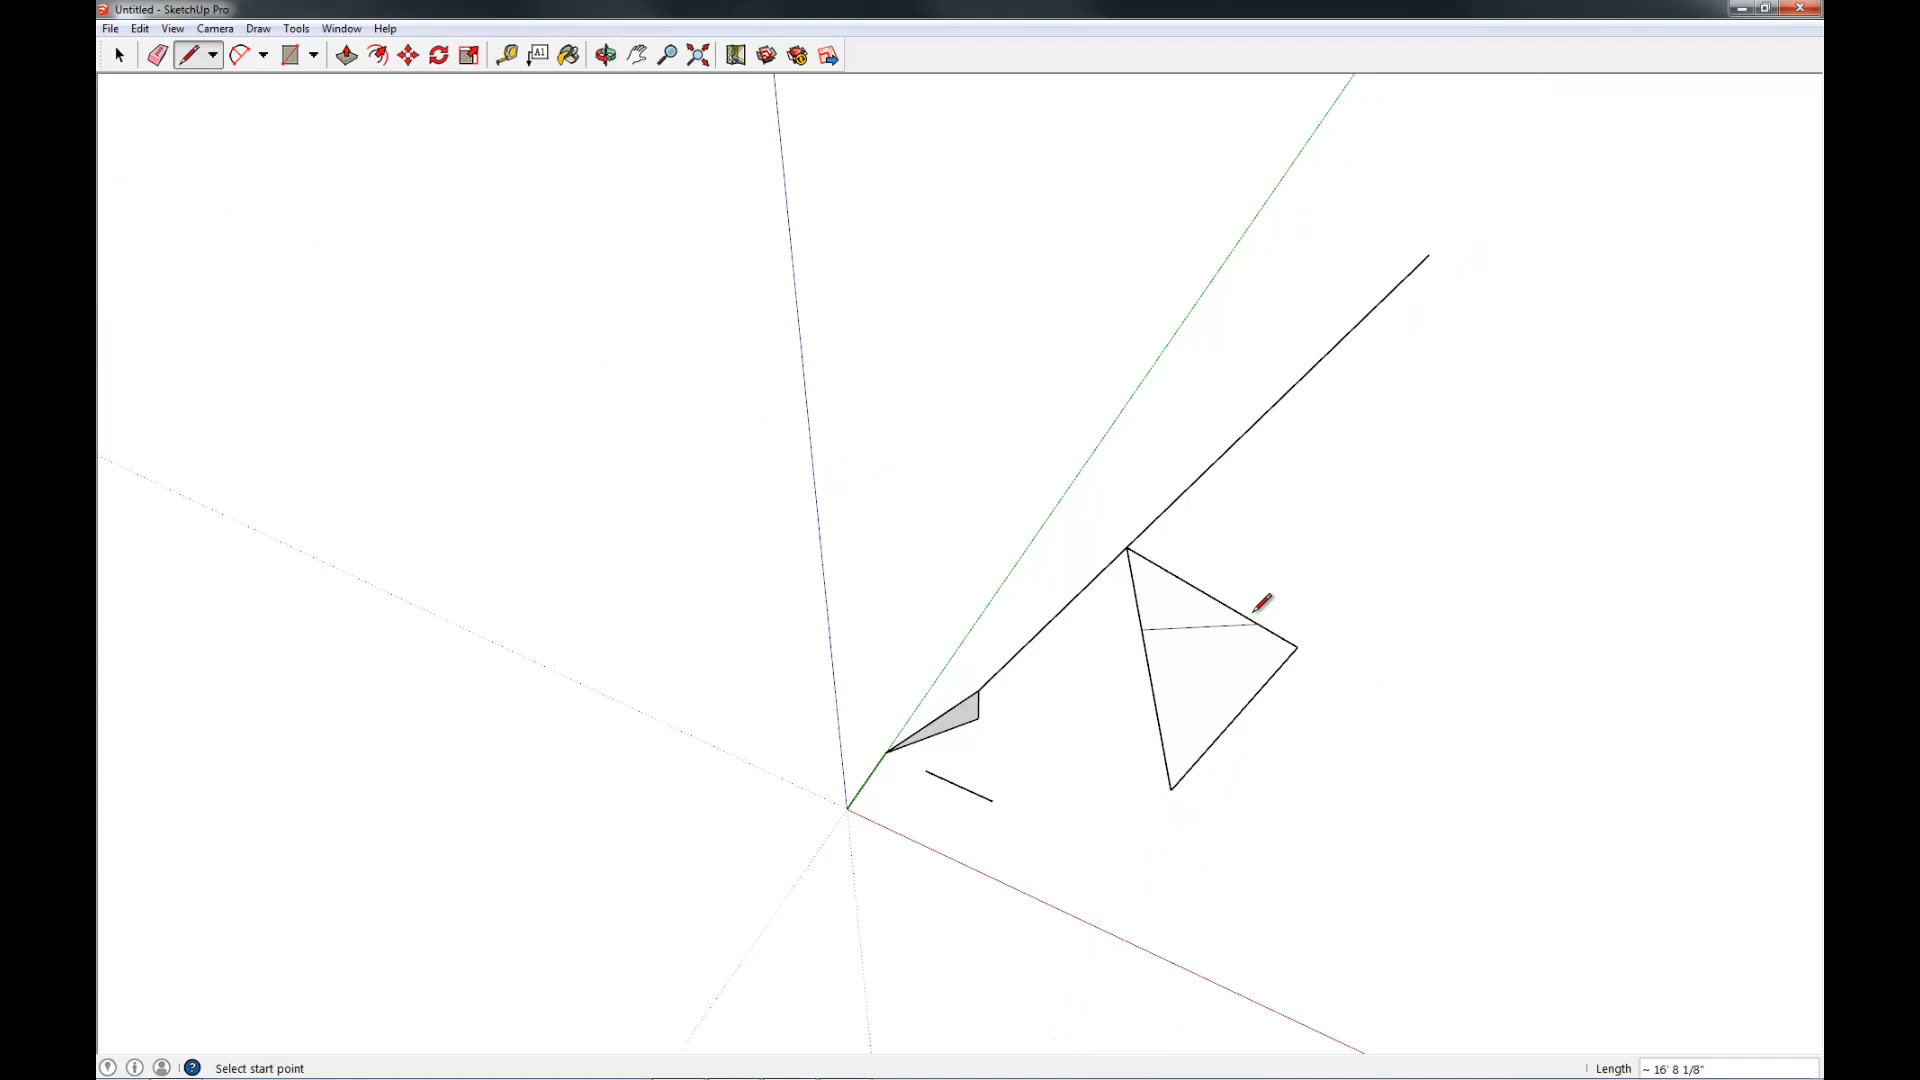 Untitled - SketchUp Pro
File Edit View Camera Draw Tools Window Help
A1
Select start point
Length ~ 16' 8 1/8"